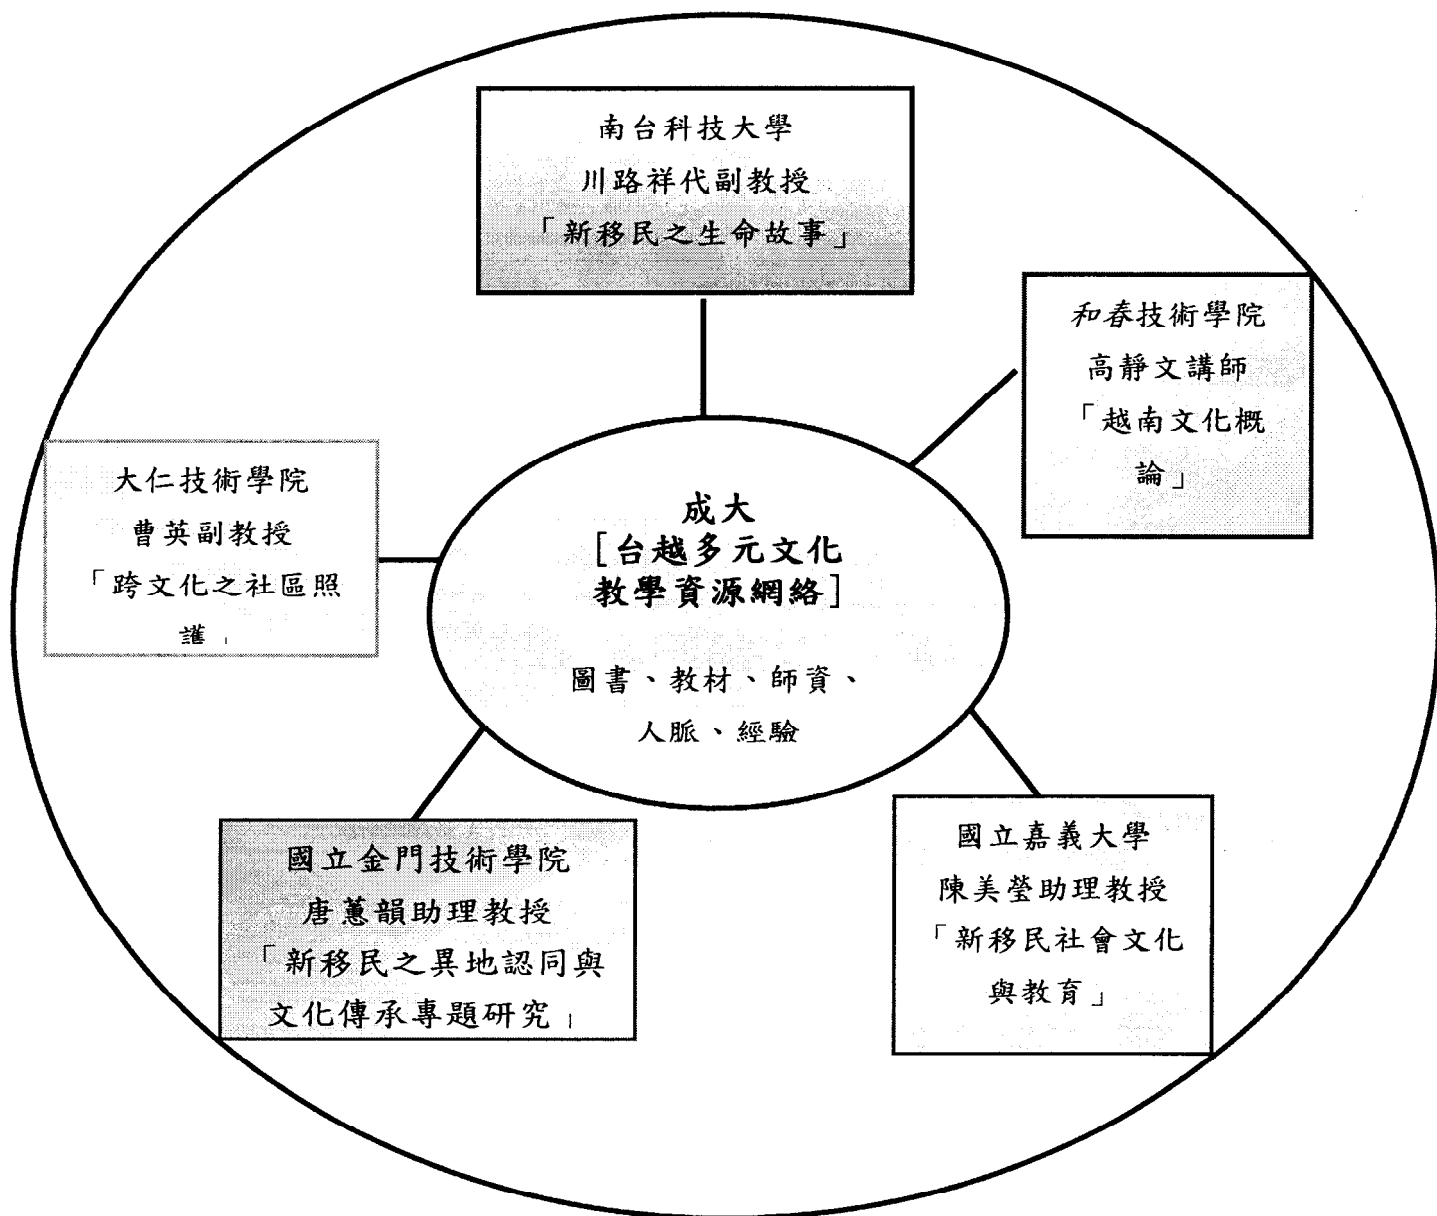 南台科技大學
川路祥代副教授
「新移民之生命故事」
和春技術學院
高靜文講師
「越南文化概
論」
大仁技術學院
曹英副教授
「跨文化之社區照
護」
成大
[台越多元文化
教學資源網絡]
圖書、教材、師資、
人脈、經驗
國立金門技術學院
唐蕙韻助理教授
「新移民之異地認同與
文化傳承專題研究」
國立嘉義大學
陳美瑩助理教授
「新移民社會文化
與教育」